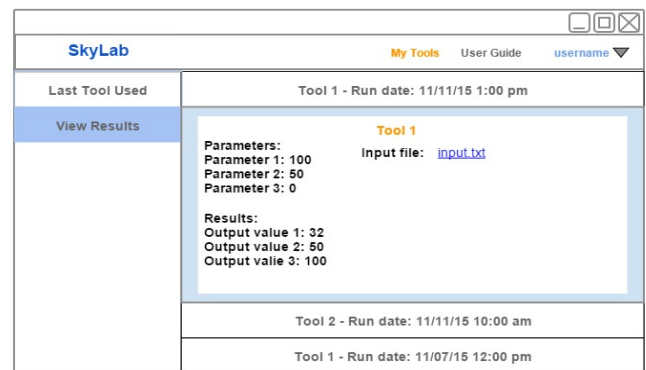 SkyLab
My Tools User Guide username
Last Tool Used
View Results
Tool 1 - Run date: 11/11/15 1:00 pm
Tool 1
Input file: input.txt
Parameters:
Parameter 1: 100
Parameter 2: 50
Parameter 3: 0
Results:
Output value 1: 32
Output value 2: 50
Output valie 3: 100
Tool 2 - Run date: 11/11/15 10:00 am
Tool 1 - Run date: 11/07/15 12:00 pm